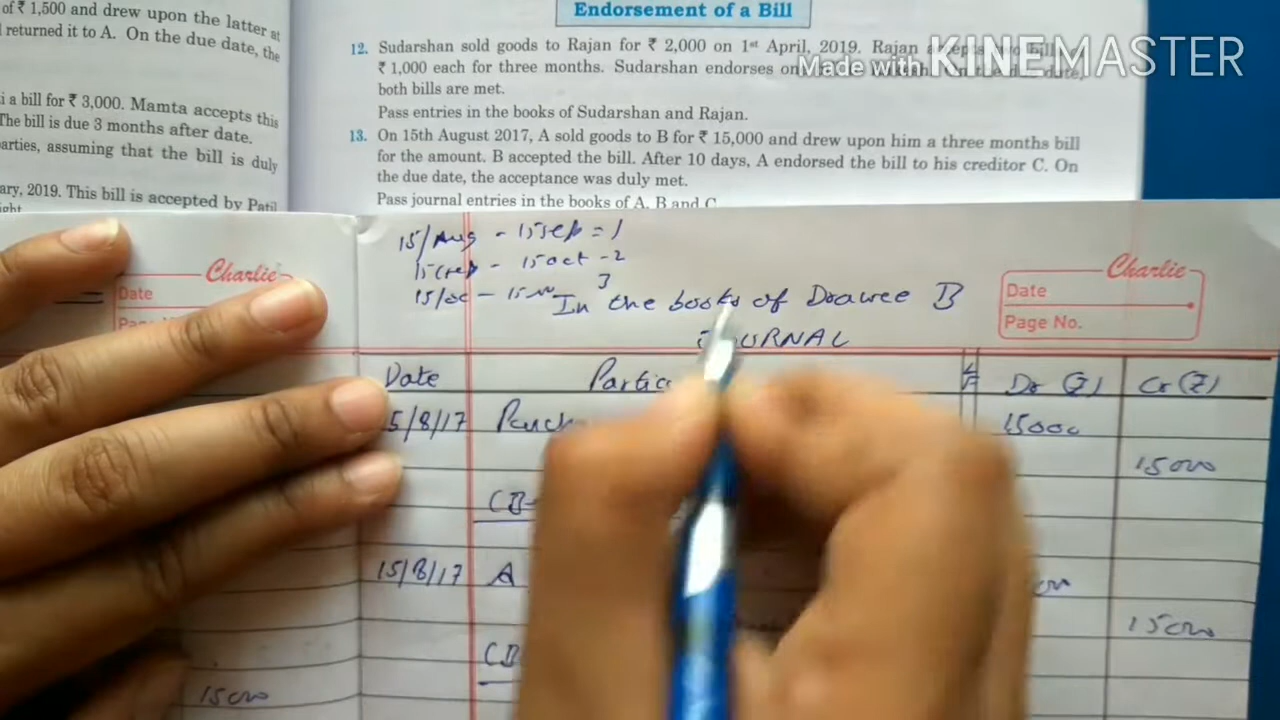 of ₹ 1,500 and drew upon the latter at
returned it to A. On the due date, the
i a bill for ₹ 3,000. Mamta accepts this
The bill is due 3 months after date.
arties, assuming that the bill is duly
ary, 2019. This bill is accepted by Patil
Endorsement of a Bill
Made with KINEMASTER
12. Sudarshan sold goods to Rajan for ₹ 2,000 on 1st April, 2019. Rajan
₹ 1,000 each for three months. Sudarshan endorses
both bills are met.
Pass entries in the books of Sudarshan and Rajan.
13. On 15th August 2017, A sold goods to B for ₹ 15,000 and drew upon him a three months bill
for the amount. B accepted the bill. After 10 days, A endorsed the bill to his creditor C. On
the due date, the acceptance was duly met.
Pass journal entries in the books of A, B and C
Charlie
Date
15/Aug - 15 sep = 1
15 sep - 15 oct - 2
3
In the books of Drawee B
JOURNAL
Charlie
Date
Page No.
Date Dr (₹) Cr (₹)
15/8/17 15000
15000
15/8/17 A
15000
15000